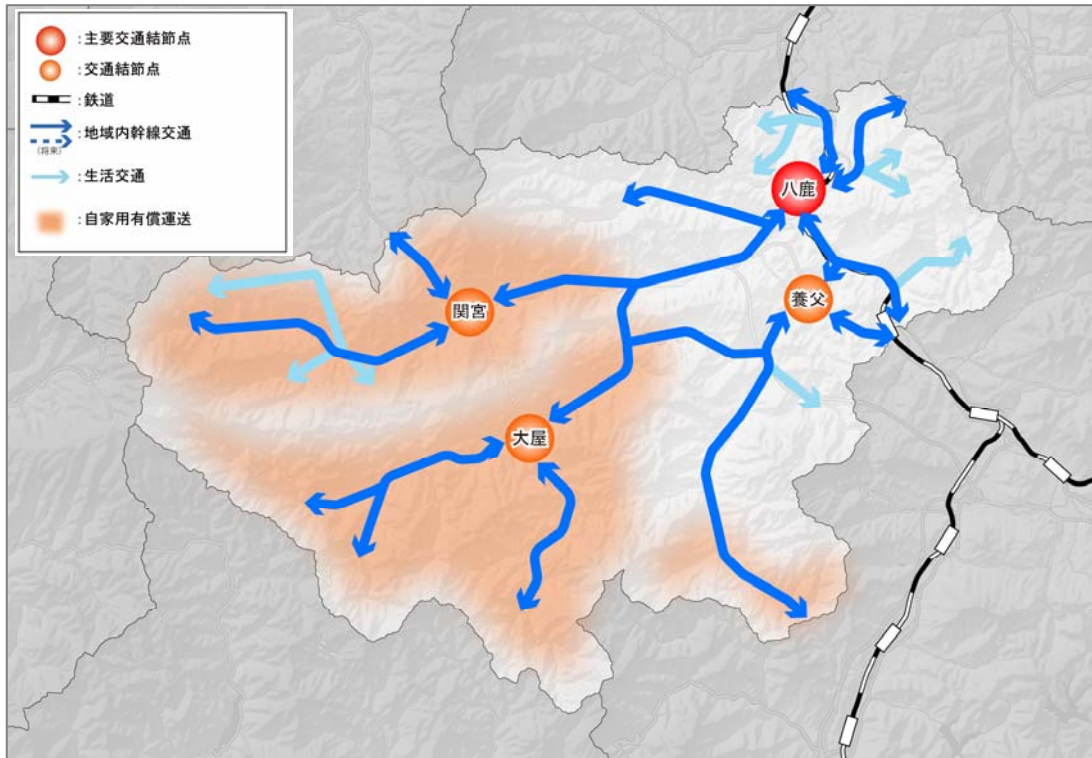 ：主要交通結節点
：交通結節点
：鉄道
：地域内幹線交通
（将来）
：生活交通
：自家用有償運送
八鹿
養父
関宮
大屋